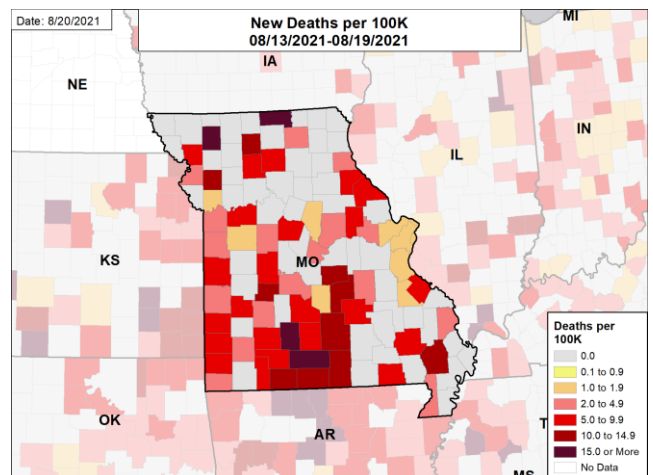 Date: 8/20/2021
New Deaths per 100K
08/13/2021-08/19/2021
MI
NE
IA
IL
IN
KS
MO
OK
AR
T
MS
Deaths per
100K
0.0
0.1 to 0.9
1.0 to 1.9
2.0 to 4.9
5.0 to 9.9
10.0 to 14.9
15.0 or More
No Data